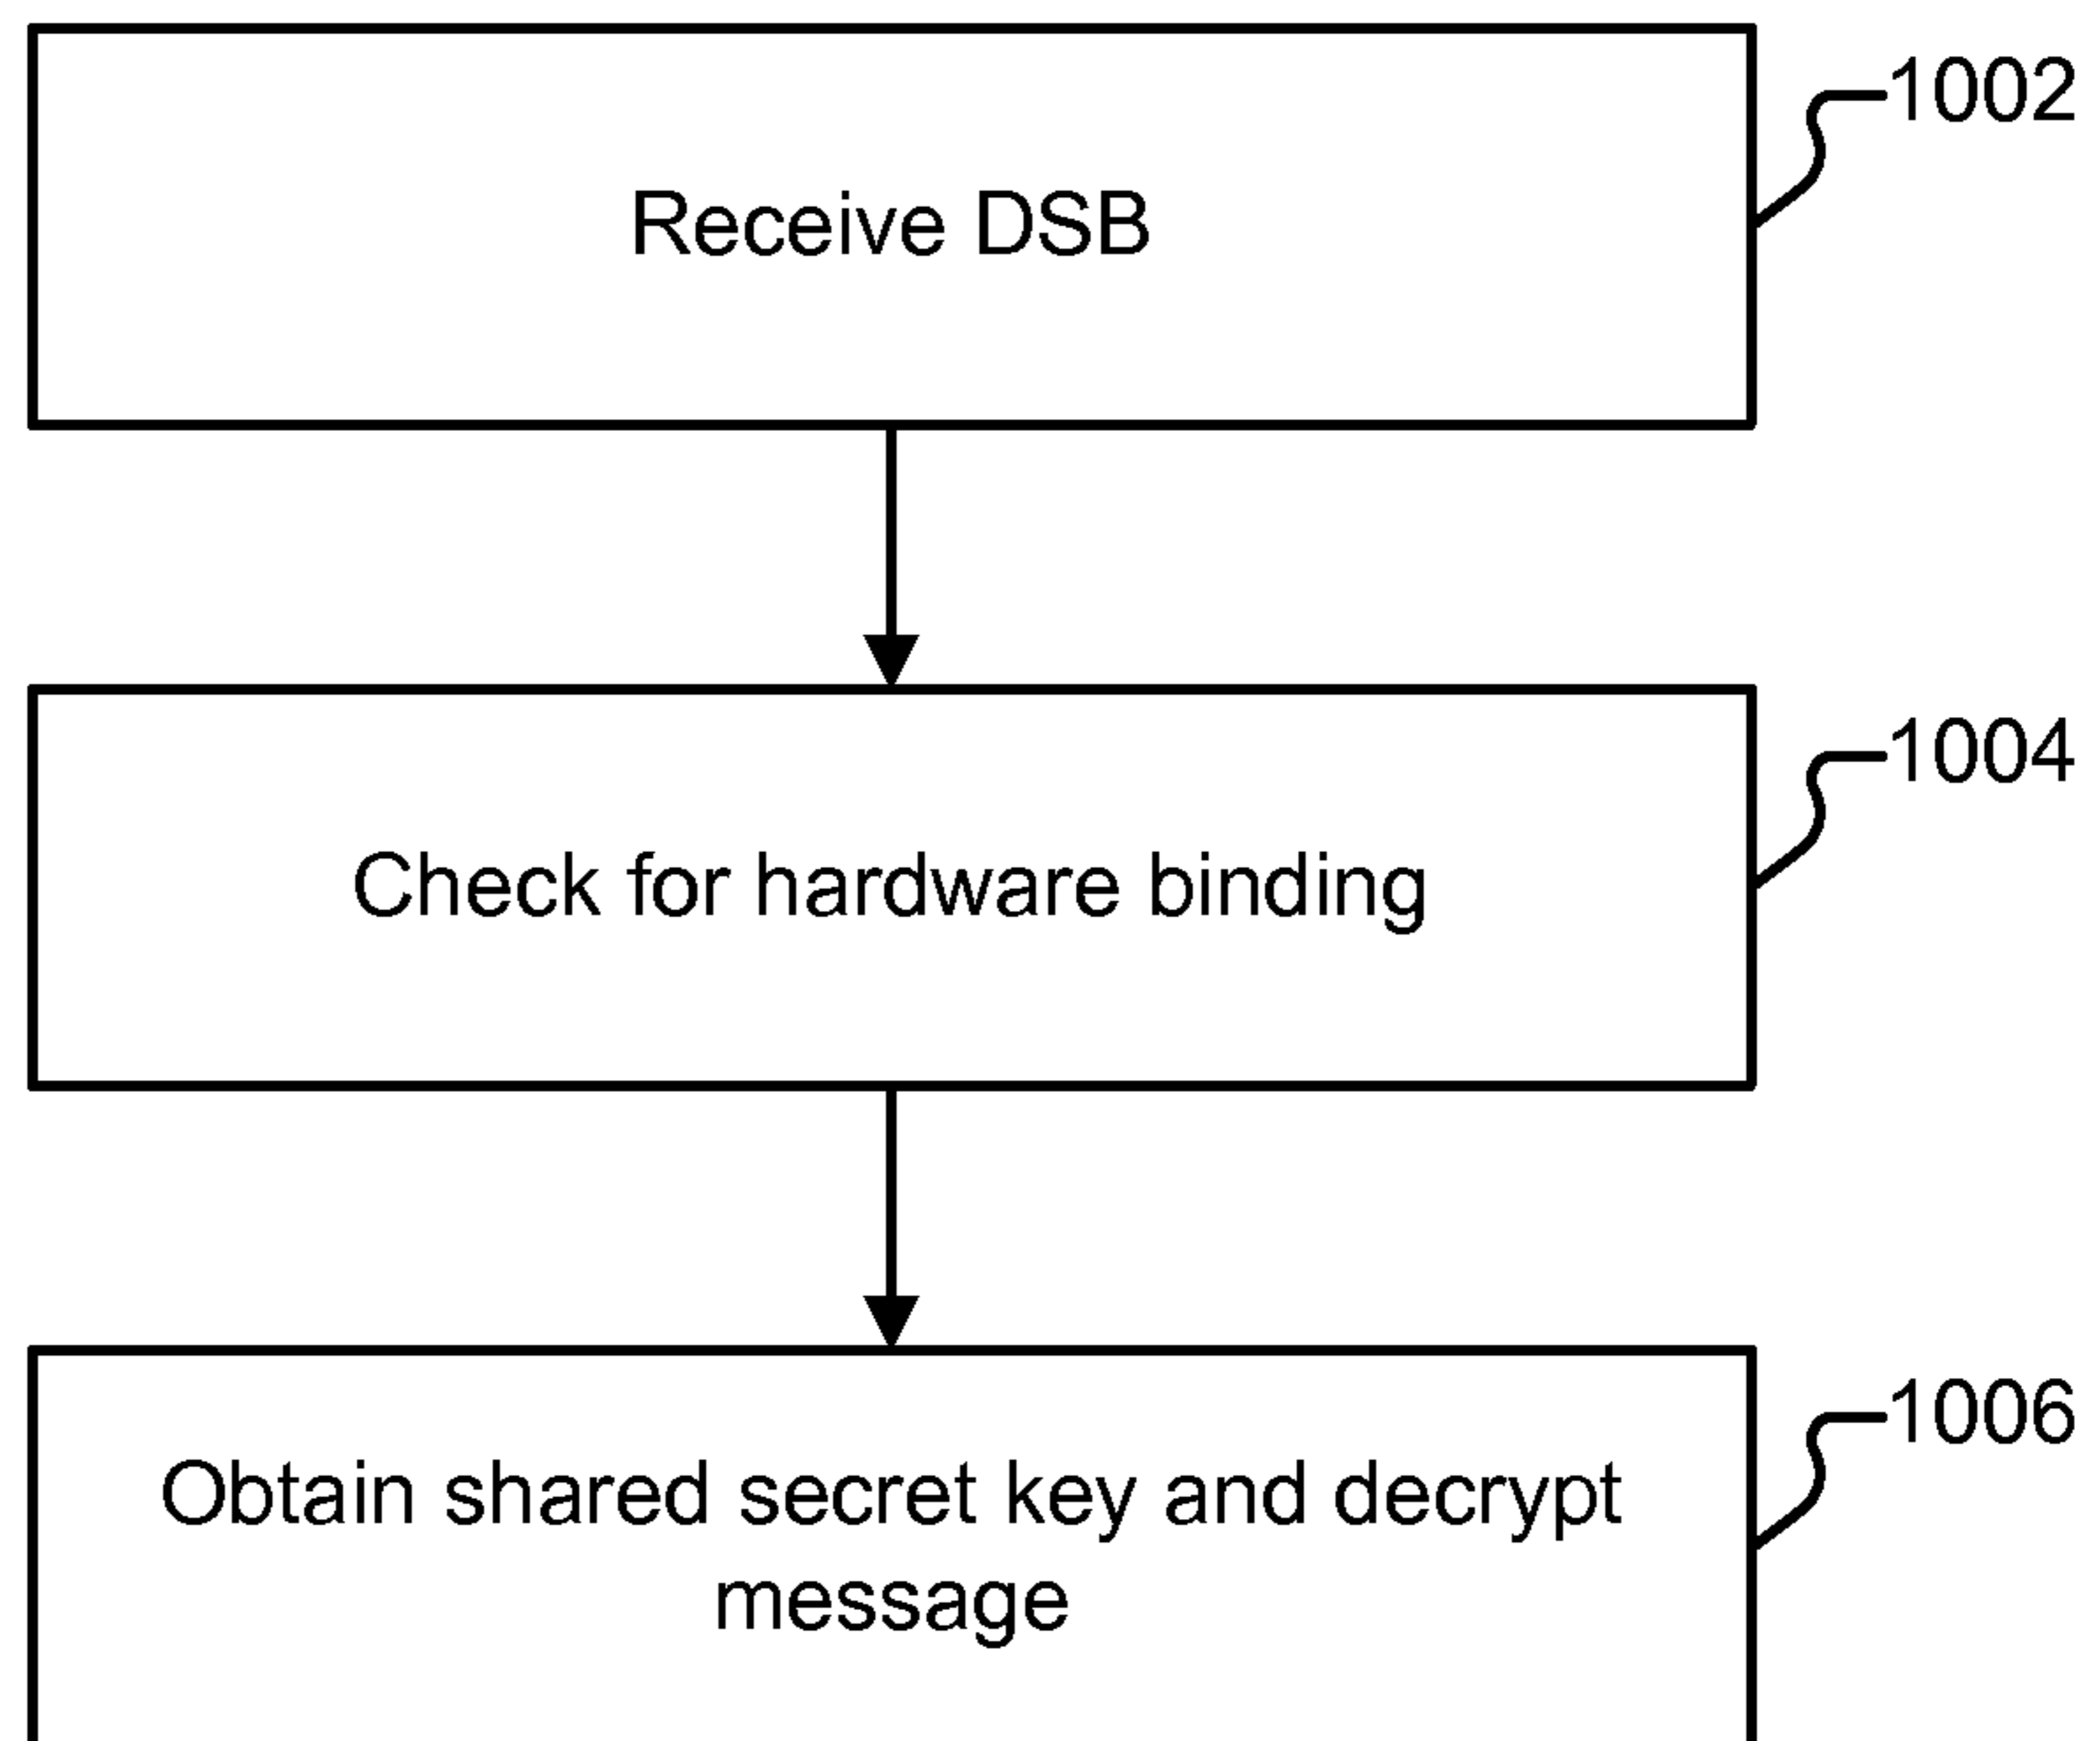 Receive DSB
1002
Check for hardware binding
1004
Obtain shared secret key and decrypt
message
1006